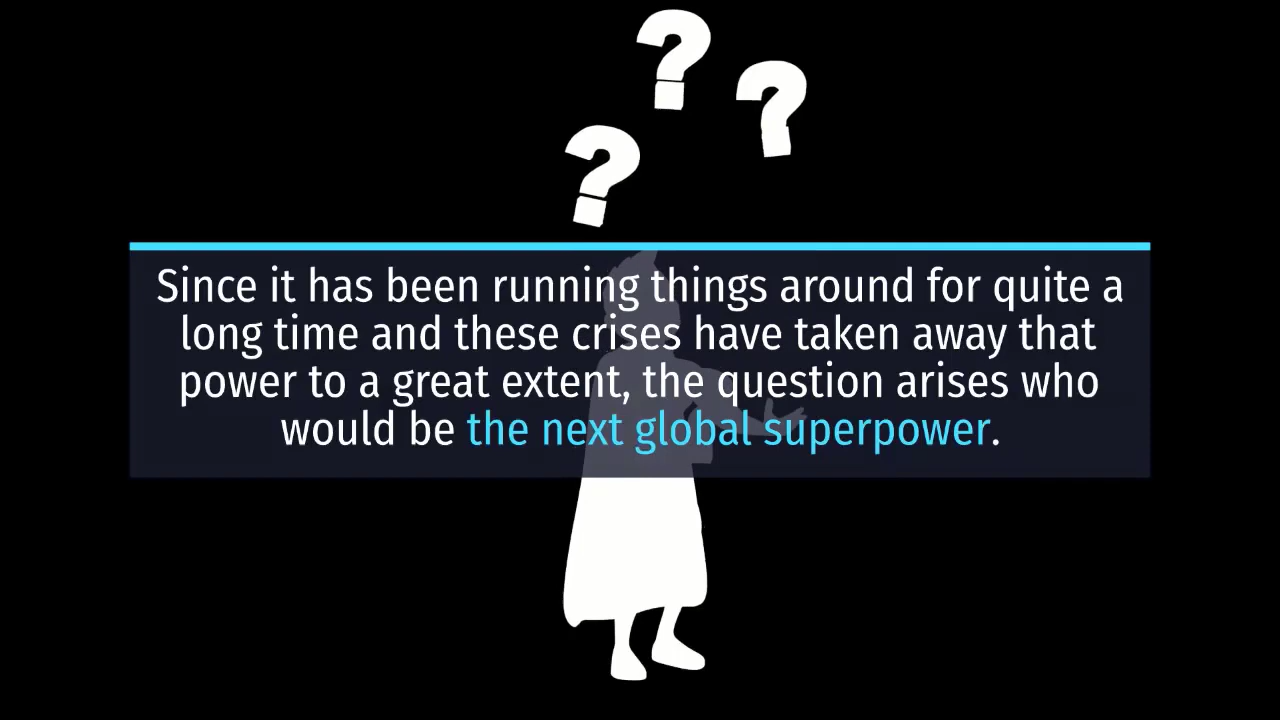 ?
?
?
Since it has been running things around for quite a
long time and these crises have taken away that
power to a great extent, the question arises who
would be the next global superpower.